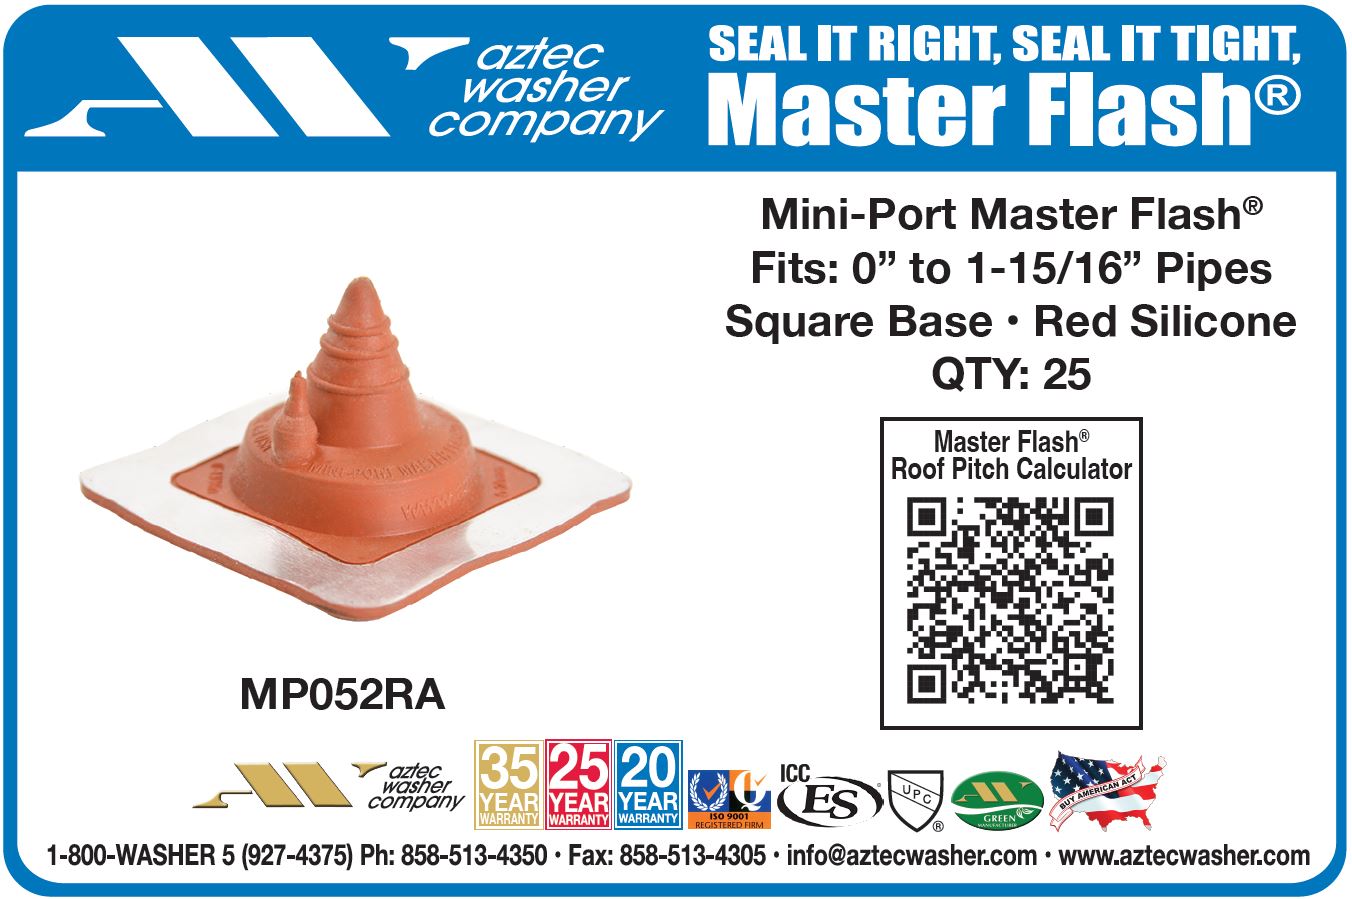 aztec
washer
company
SEAL IT RIGHT, SEAL IT TIGHT,
Master Flash®
Mini-Port Master Flash®
Fits: 0” to 1-15/16” Pipes
Square Base • Red Silicone
QTY: 25
Master Flash®
Roof Pitch Calculator
MINI-PORT MASTER
MP052RA
aztec
washer
company
35
YEAR
WARRANTY
25
YEAR
WARRANTY
20
YEAR
WARRANTY
ISO 9001
REGISTERED FIRM
ICC
ES
UPC
®
GREEN
MANUFACTURER
BUY AMERICAN ACT
1-800-WASHER 5 (927-4375) Ph: 858-513-4350 • Fax: 858-513-4305 • info@aztecwasher.com • www.aztecwasher.com